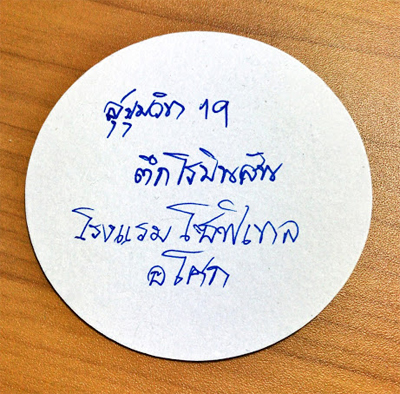 สุขุมวิท 19
ตึกโรบินสัน
โรงแรม โซฟิเทล
อโศก